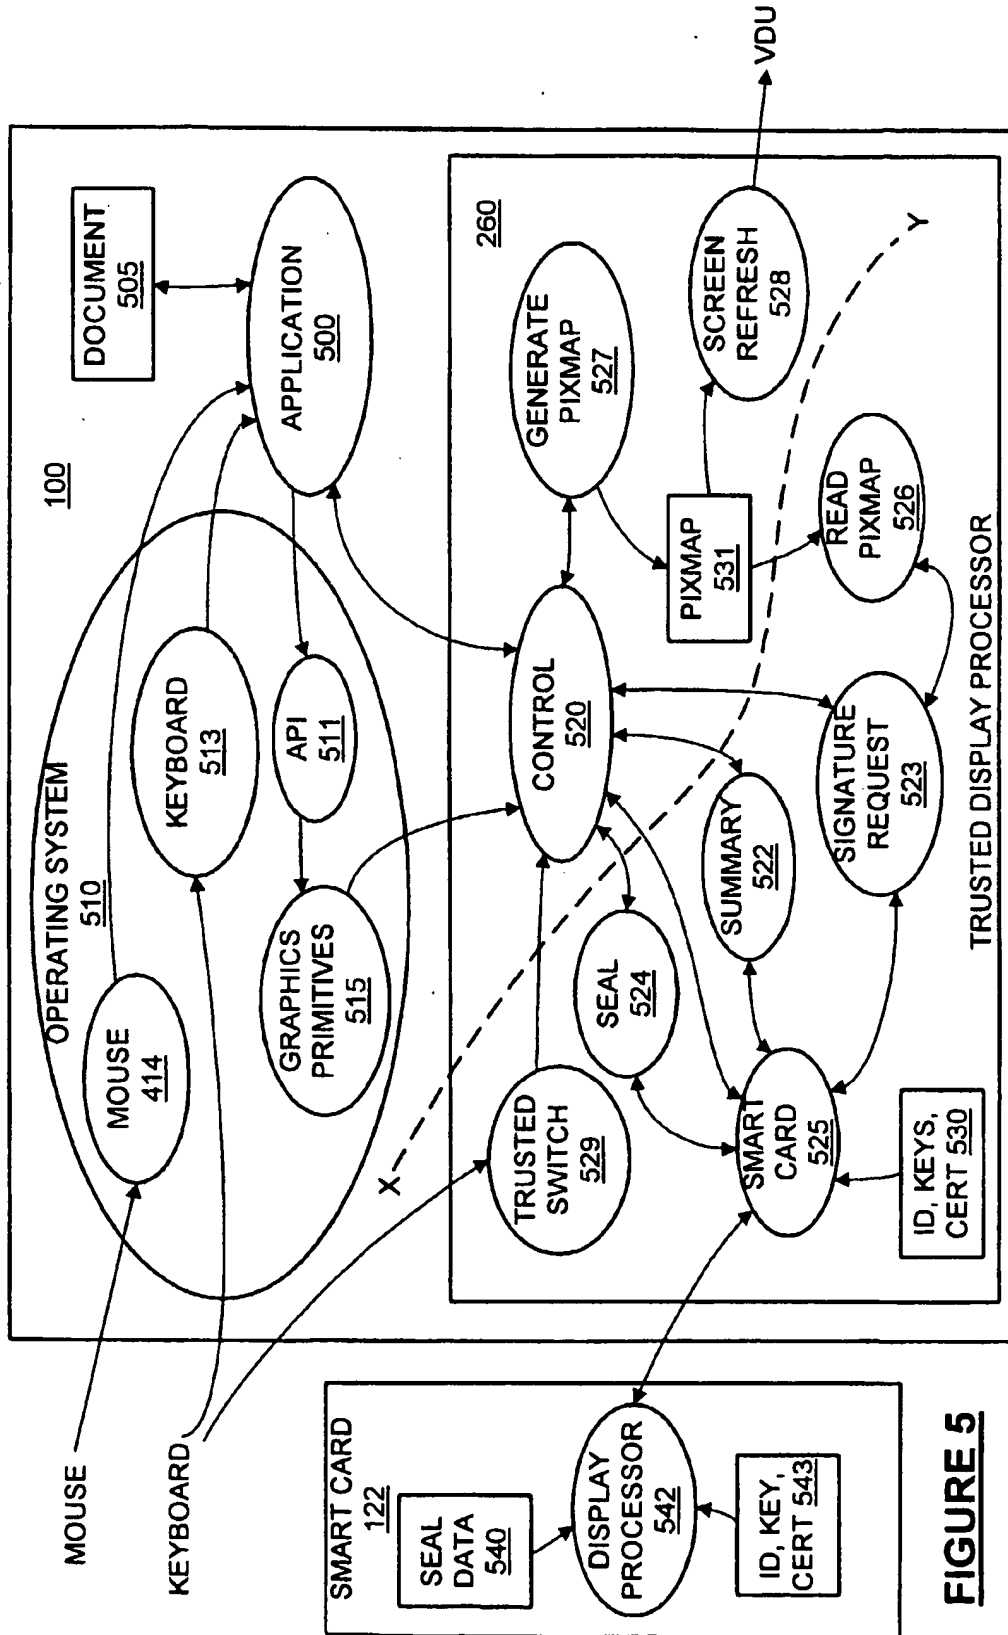 MOUSE
KEYBOARD
100
OPERATING SYSTEM
510
MOUSE
414
KEYBOARD
513
API
511
GRAPHICS
PRIMITIVES
515
DOCUMENT
505
APPLICATION
500
X
Y
260
TRUSTED
SWITCH
529
CONTROL
520
GENERATE
PIXMAP
527
SEAL
524
PIXMAP
531
SCREEN
REFRESH
528
VDU
SUMMARY
522
SMART
CARD
525
SIGNATURE
REQUEST
523
READ
PIXMAP
526
ID, KEYS,
CERT 530
TRUSTED DISPLAY PROCESSOR
SMART CARD
122
SEAL
DATA
540
DISPLAY
PROCESSOR
542
ID, KEY,
CERT 543
FIGURE 5